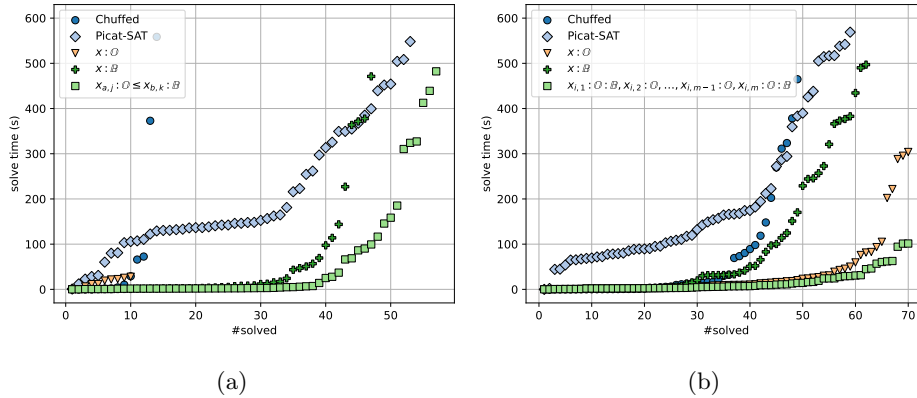 600
500
400
300
200
100
0
solve time (s)
0
10
20
30
40
50
#solved
Chuffed
Picat-SAT
x : 𝕆
x : 𝔹
x_{a,j} : 𝕆 ≤ x_{b,k} : 𝔹
(a)
600
500
400
300
200
100
0
solve time (s)
0
10
20
30
40
50
60
70
#solved
Chuffed
Picat-SAT
x : 𝕆
x : 𝔹
x_{i,1} : 𝕆 : 𝔹, x_{i,2} : 𝕆, ..., x_{i,m−1} : 𝕆, x_{i,m} : 𝕆 : 𝔹
(b)